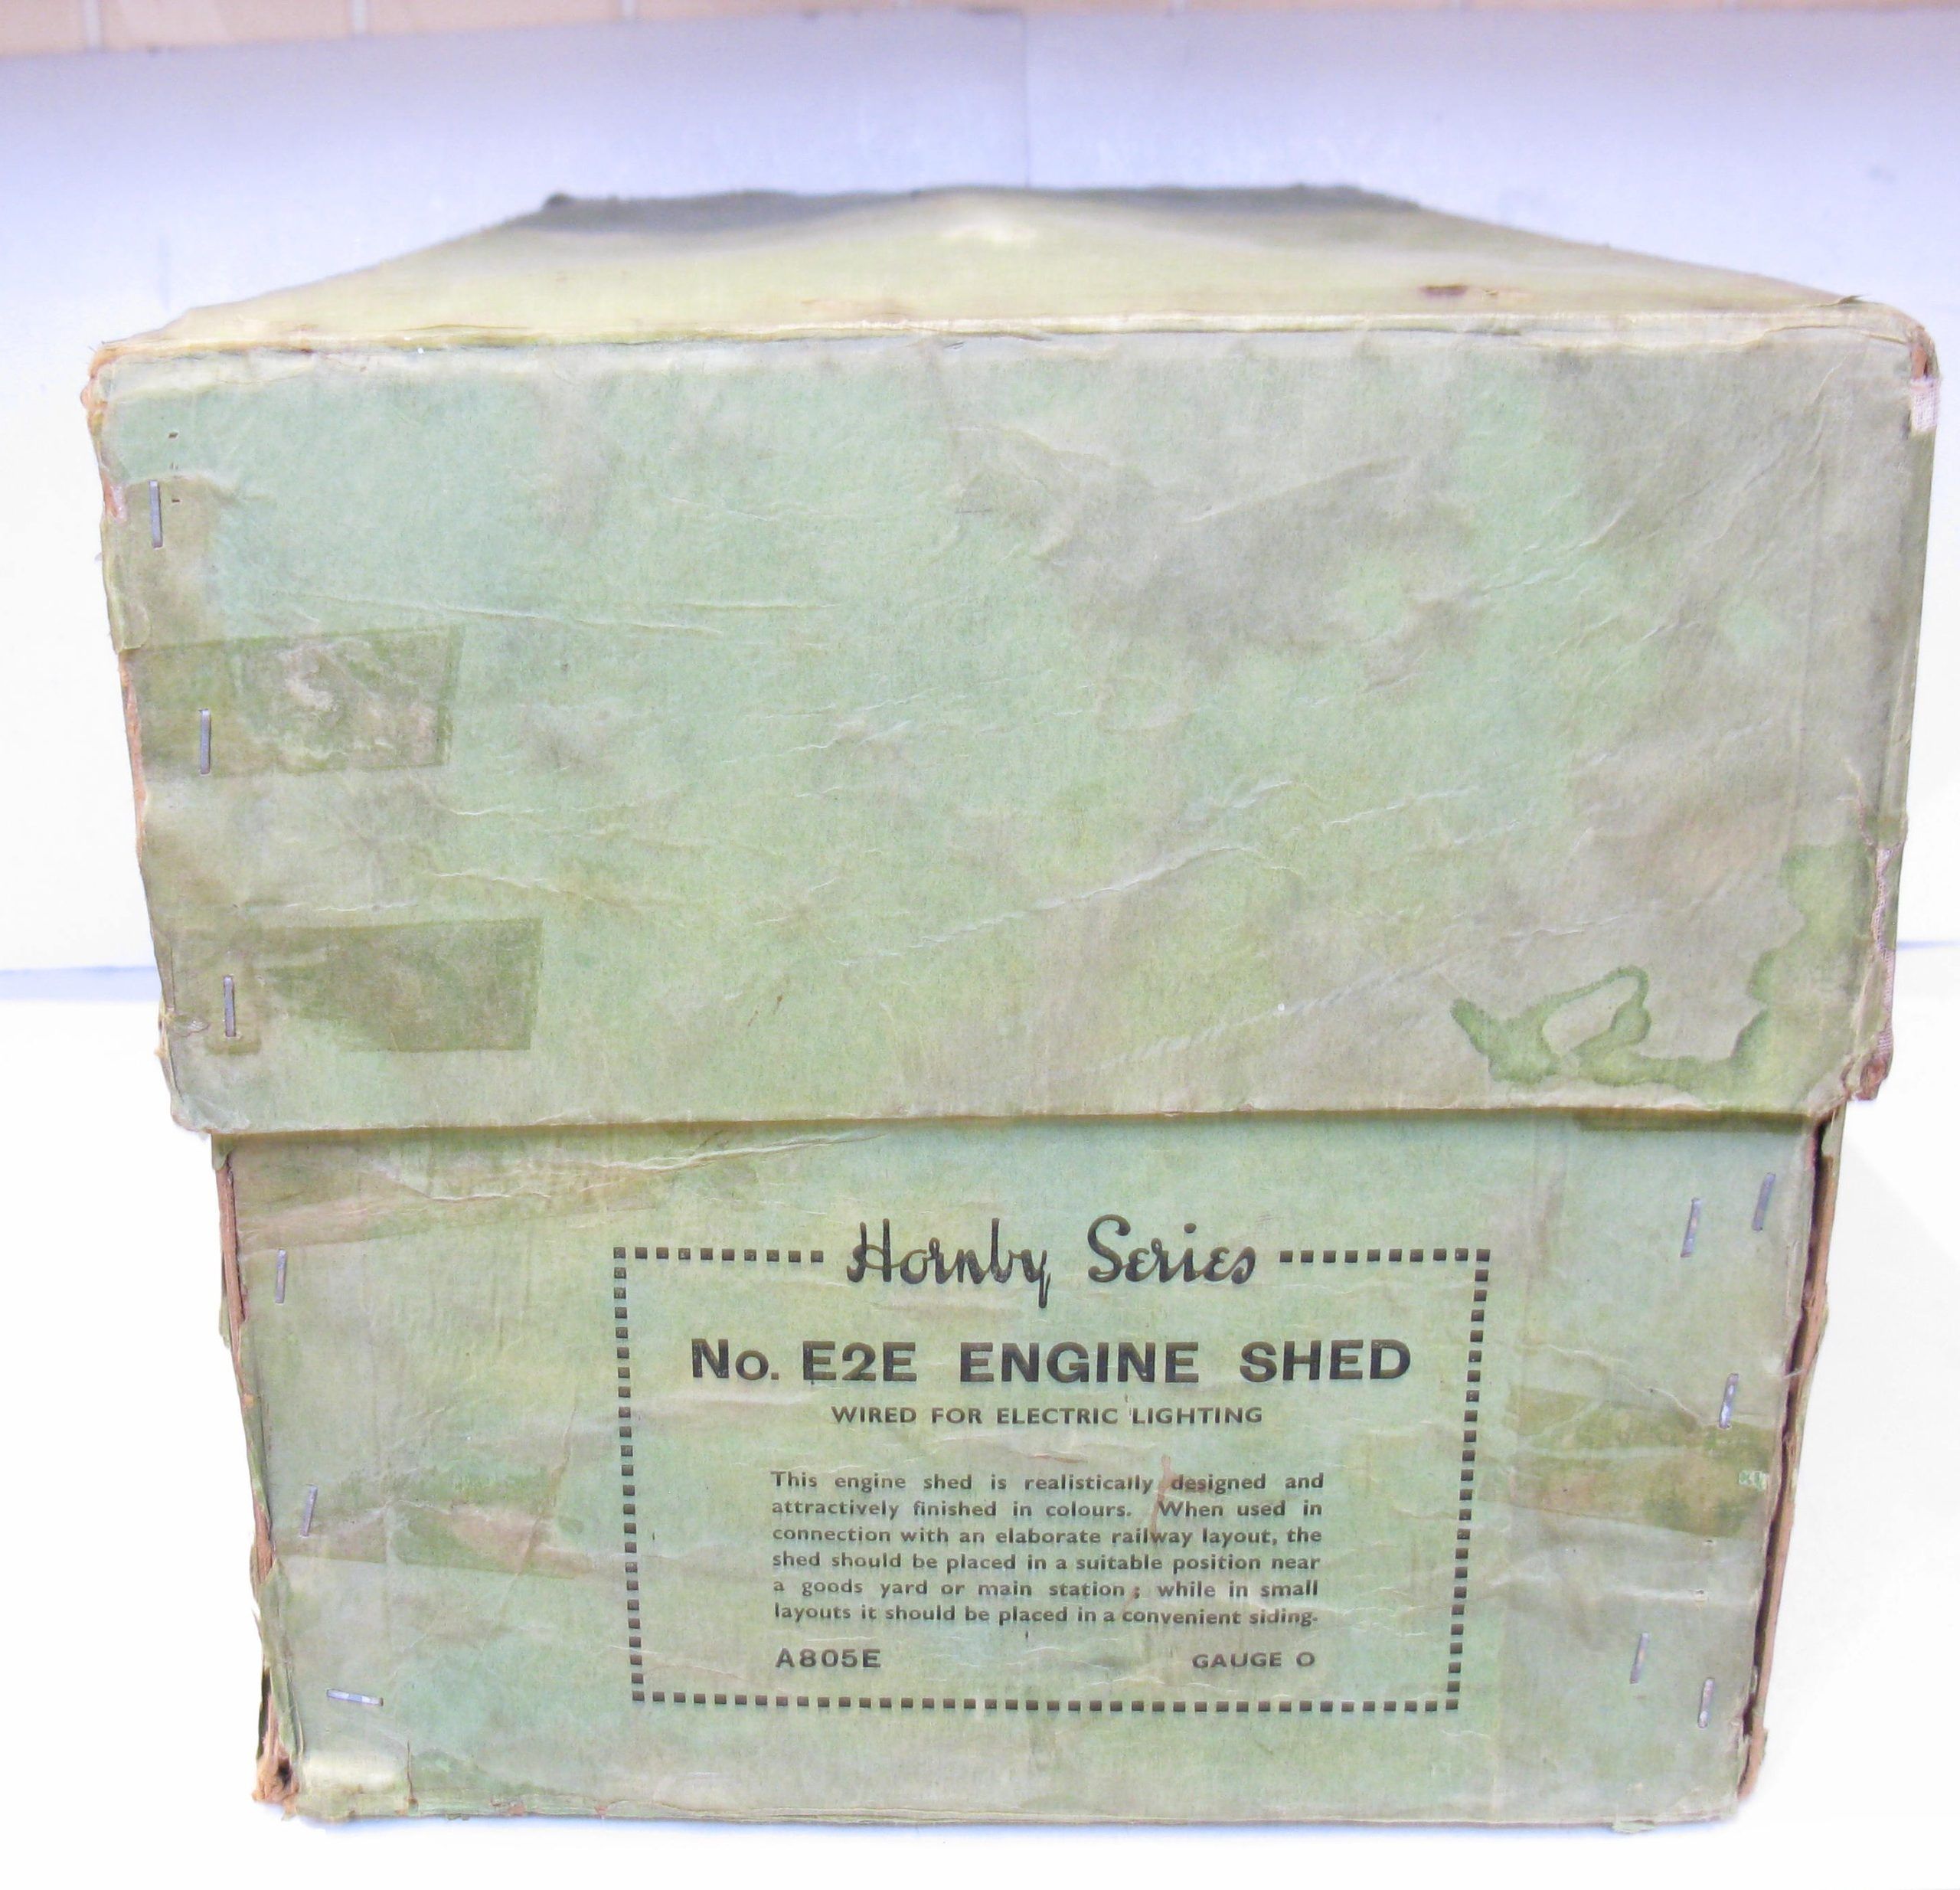 Hornby Series
No. E2E ENGINE SHED
WIRED FOR ELECTRIC LIGHTING
This engine shed is realistically designed and
attractively finished in colours. When used in
connection with an elaborate railway layout, the
shed should be placed in a suitable position near
a goods yard or main station; while in small
layouts it should be placed in a convenient siding.
A805E GAUGE O